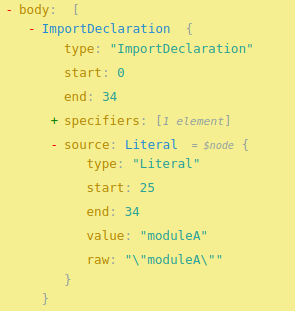 - body: [
- ImportDeclaration {
type: "ImportDeclaration"
start: 0
end: 34
+ specifiers: [1 element]
- source: Literal = $node {
type: "Literal"
start: 25
end: 34
value: "moduleA"
raw: "\"moduleA\""
}
}